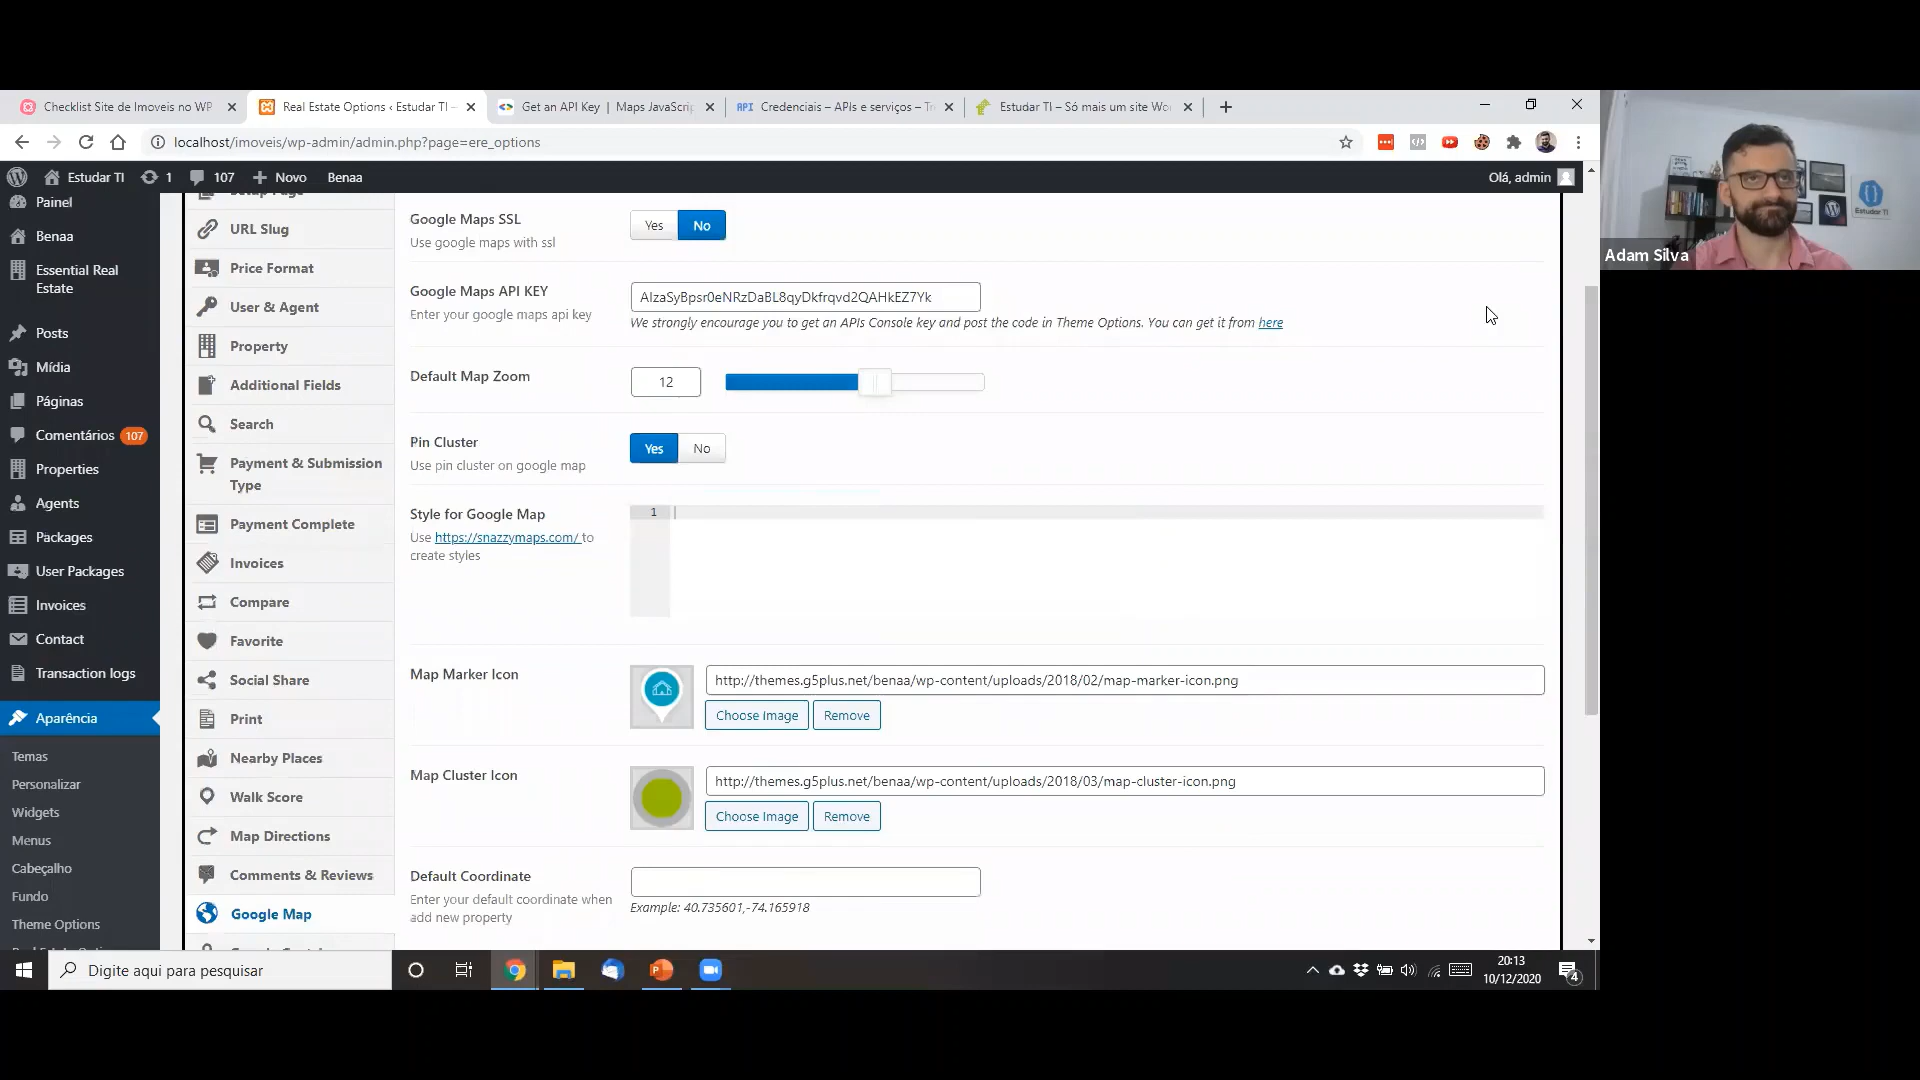 Checklist Site de Imoveis no WP
Real Estate Options ‹ Estudar TI –
Get an API Key | Maps JavaScri
API Credenciais – APIs e serviços – Tr
Estudar TI – Só mais um site Wo
localhost/imoveis/wp-admin/admin.php?page=ere_options
Estudar TI 1 107 Novo Benaa
Olá, admin
Painel
Benaa
Essential Real
Estate
Posts
Mídia
Páginas
Comentários 107
Properties
Agents
Packages
User Packages
Invoices
Contact
Transaction logs
Aparência
Temas
Personalizar
Widgets
Menus
Cabeçalho
Fundo
Theme Options
URL Slug
Price Format
User & Agent
Property
Additional Fields
Search
Payment & Submission
Type
Payment Complete
Invoices
Compare
Favorite
Social Share
Print
Nearby Places
Walk Score
Map Directions
Comments & Reviews
Google Map
Google Maps SSL
Use google maps with ssl
Yes No
Google Maps API KEY
Enter your google maps api key
AIzaSyBpsr0eNRzDaBL8qyDkfrqvd2QAHkEZ7Yk
We strongly encourage you to get an APIs Console key and post the code in Theme Options. You can get it from here
Default Map Zoom
12
Pin Cluster
Use pin cluster on google map
Yes No
Style for Google Map
Use https://snazzymaps.com/ to
create styles
1
Map Marker Icon
http://themes.g5plus.net/benaa/wp-content/uploads/2018/02/map-marker-icon.png
Choose Image Remove
Map Cluster Icon
http://themes.g5plus.net/benaa/wp-content/uploads/2018/03/map-cluster-icon.png
Choose Image Remove
Default Coordinate
Enter your default coordinate when
add new property
Example: 40.735601,-74.165918
Adam Silva
Estudar TI
Digite aqui para pesquisar
20:13
10/12/2020
4